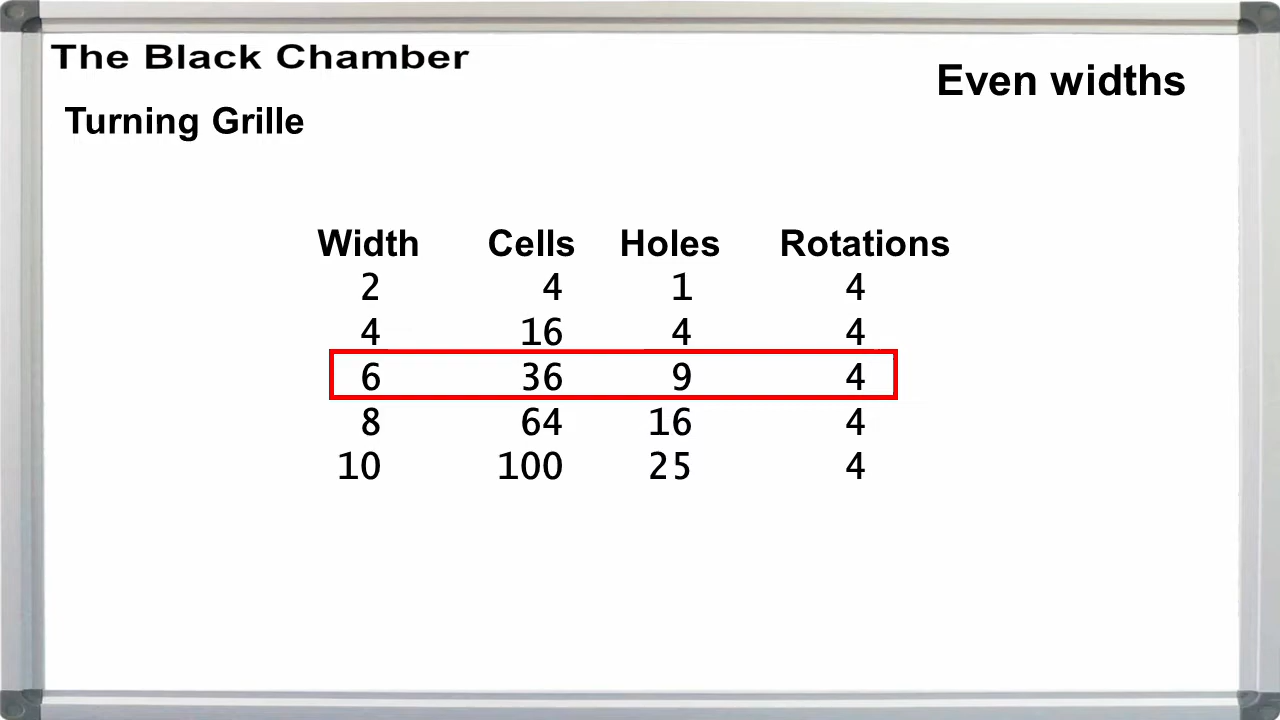 The Black Chamber
Even widths
Turning Grille
Width Cells Holes Rotations
2 4 1 4
4 16 4 4
6 36 9 4
8 64 16 4
10 100 25 4